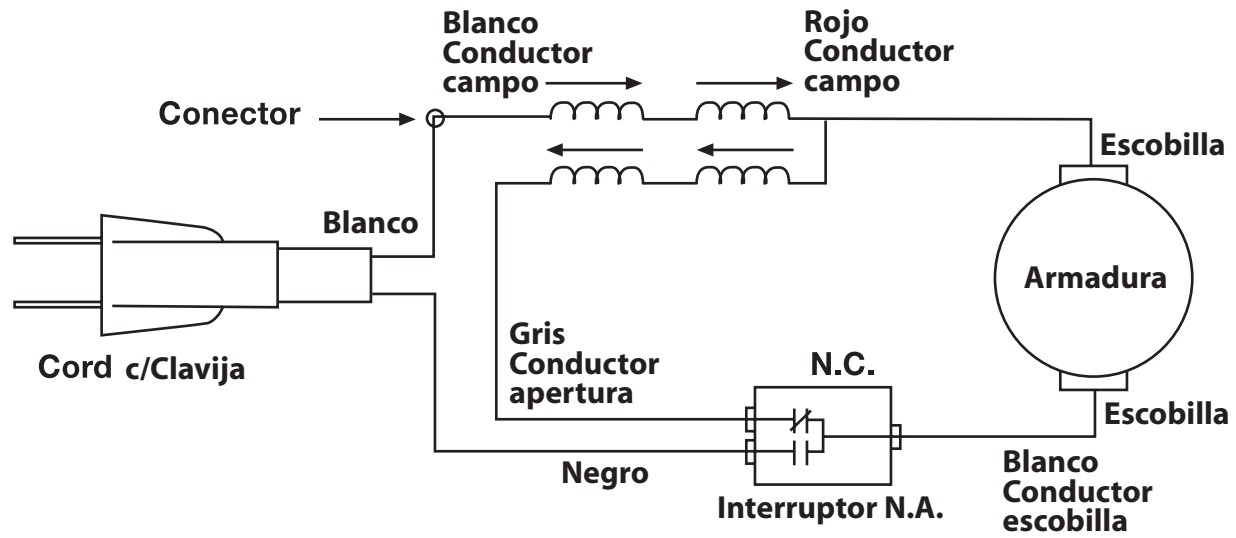 Blanco
Conductor
campo
Rojo
Conductor
campo
Conector
Escobilla
Blanco
Armadura
Cord c/Clavija
Gris
Conductor
apertura
N.C.
Escobilla
Negro
Interruptor N.A.
Blanco
Conductor
escobilla